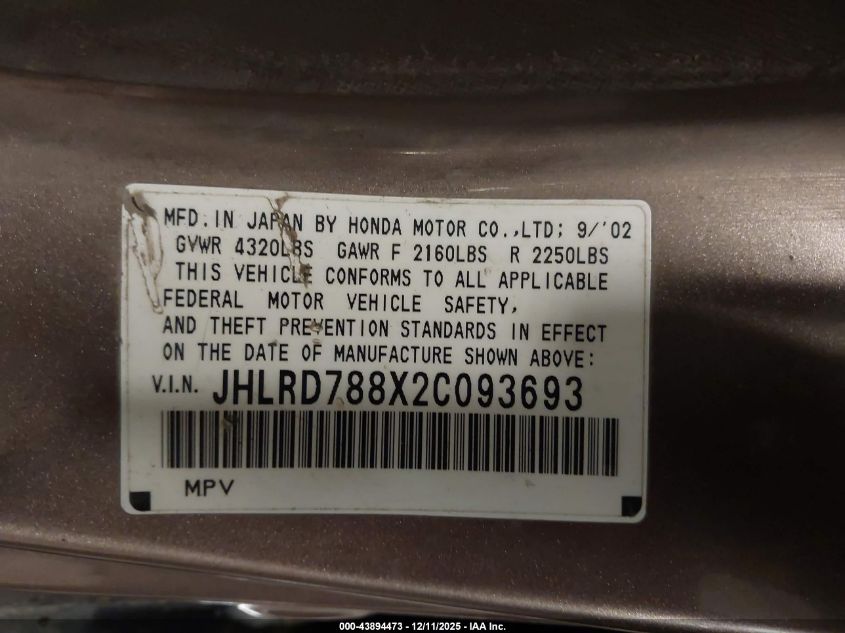 MFD. IN JAPAN BY HONDA MOTOR CO.,LTD; 9/'02
GVWR 4320LBS GAWR F 2160LBS R 2250LBS
THIS VEHICLE CONFORMS TO ALL APPLICABLE
FEDERAL MOTOR VEHICLE SAFETY,
AND THEFT PREVENTION STANDARDS IN EFFECT
ON THE DATE OF MANUFACTURE SHOWN ABOVE:
V.I.N. JHLRD788X2C093693
MPV
000-43894473 - 12/11/2025 - IAA Inc.